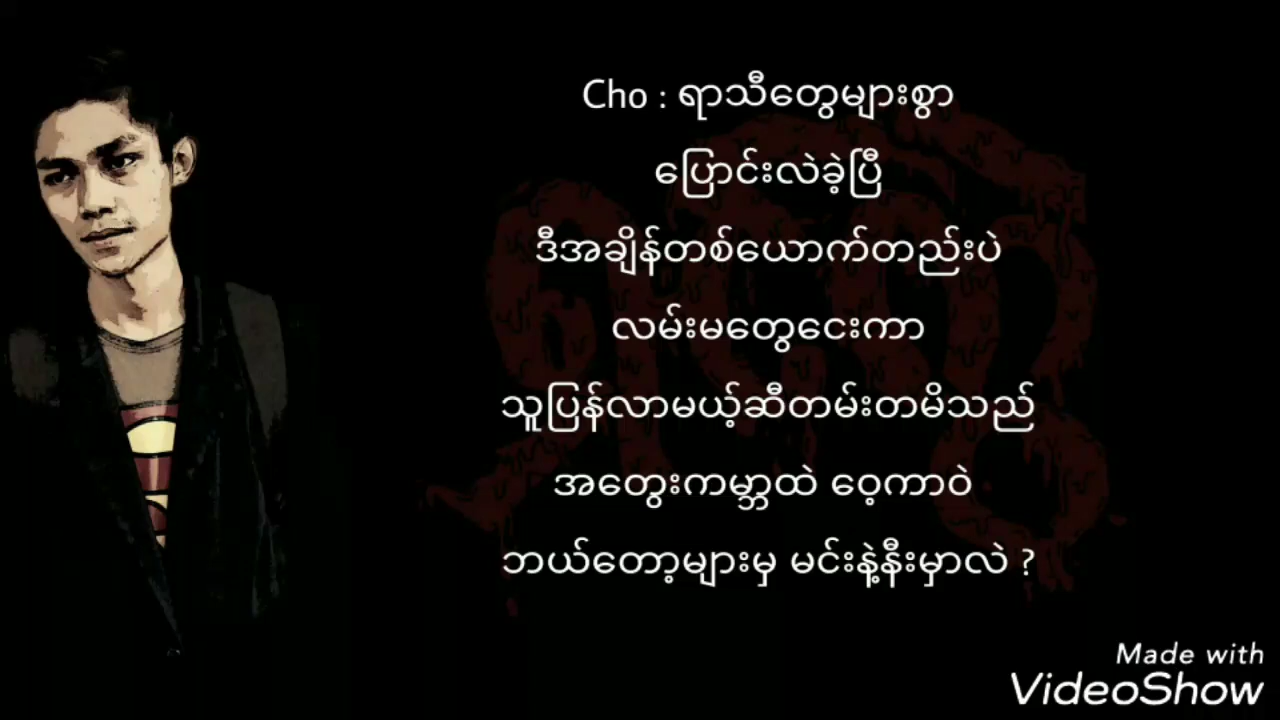 Cho : ရာသီတွေများစွာ
ပြောင်းလဲခဲ့ပြီ
ဒီအချိန်တစ်ယောက်တည်းပဲ
လမ်းမတွေငေးကာ
သူပြန်လာမယ့်ဆီတမ်းတမိသည်
အတွေးကမ္ဘာထဲ ဝေ့ကာဝဲ
ဘယ်တော့များမှ မင်းနဲ့နီးမှာလဲ ?
Made with
VideoShow